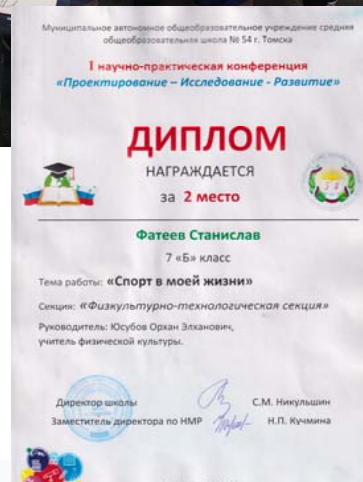 Муниципальное автономное общеобразовательное учреждение средняя
общеобразовательная школа № 54 г. Томска
I научно-практическая конференция
«Проектирование – Исследование - Развитие»
ДИПЛОМ
НАГРАЖДАЕТСЯ
за 2 место
Фатеев Станислав
7 «Б» класс
Тема работы: «Спорт в моей жизни»
Секция: «Физкультурно-технологическая секция»
Руководитель: Юсубов Орхан Элханович,
учитель физической культуры.
Директор школы С.М. Никульшин
Заместитель директора по НМР Н.П. Кучмина